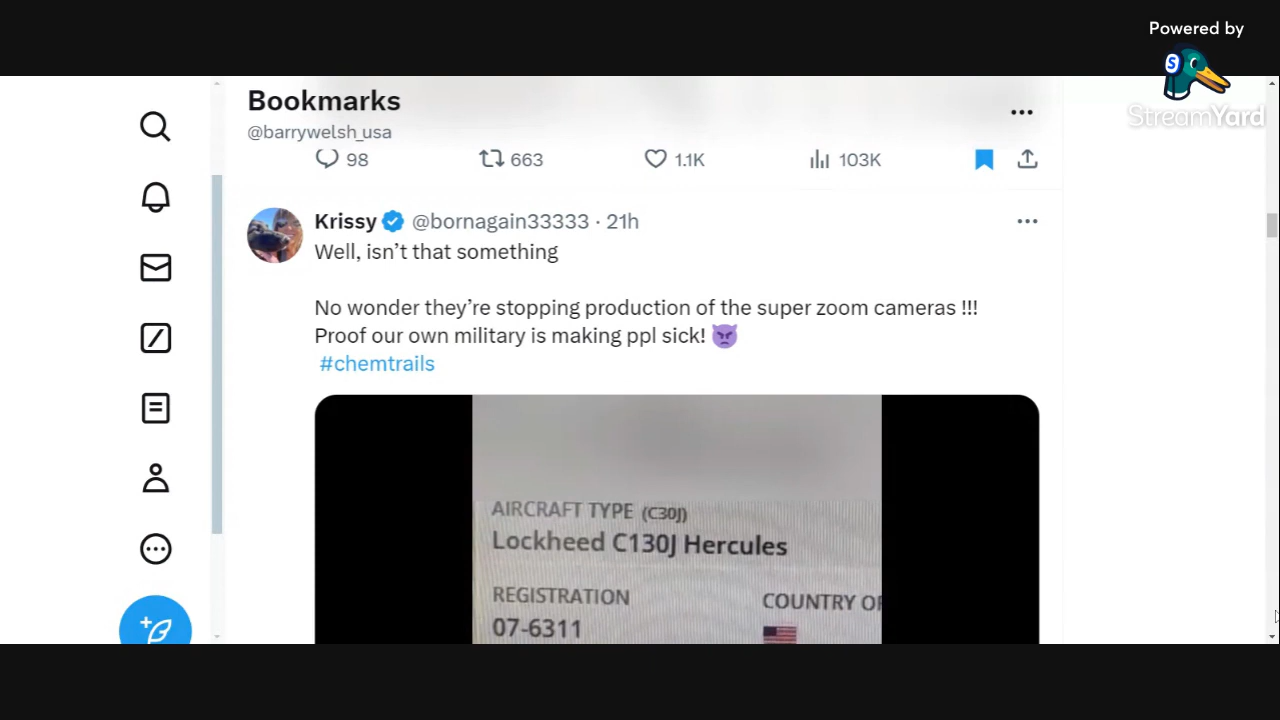 Powered by
StreamYard
Bookmarks
@barrywelsh_usa
98 663 1.1K 103K
Krissy @bornagain33333 · 21h
Well, isn’t that something
No wonder they’re stopping production of the super zoom cameras !!!
Proof our own military is making ppl sick! 👿
#chemtrails
AIRCRAFT TYPE (C30J)
Lockheed C130J Hercules
REGISTRATION
COUNTRY OF
07-6311